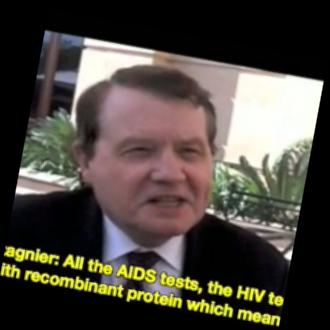 agnier: All the AIDS tests, the HIV te
ith recombinant protein which mean